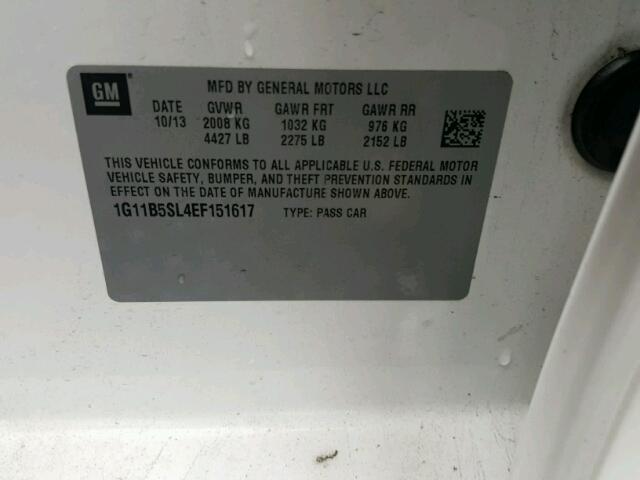 GM
MFD BY GENERAL MOTORS LLC
DATE GVWR GAWR FRT GAWR RR
10/13 2008 KG 1032 KG 976 KG
4427 LB 2275 LB 2152 LB
THIS VEHICLE CONFORMS TO ALL APPLICABLE U.S. FEDERAL MOTOR
VEHICLE SAFETY, BUMPER, AND THEFT PREVENTION STANDARDS IN
EFFECT ON THE DATE OF MANUFACTURE SHOWN ABOVE.
1G11B5SL4EF151617 TYPE: PASS CAR